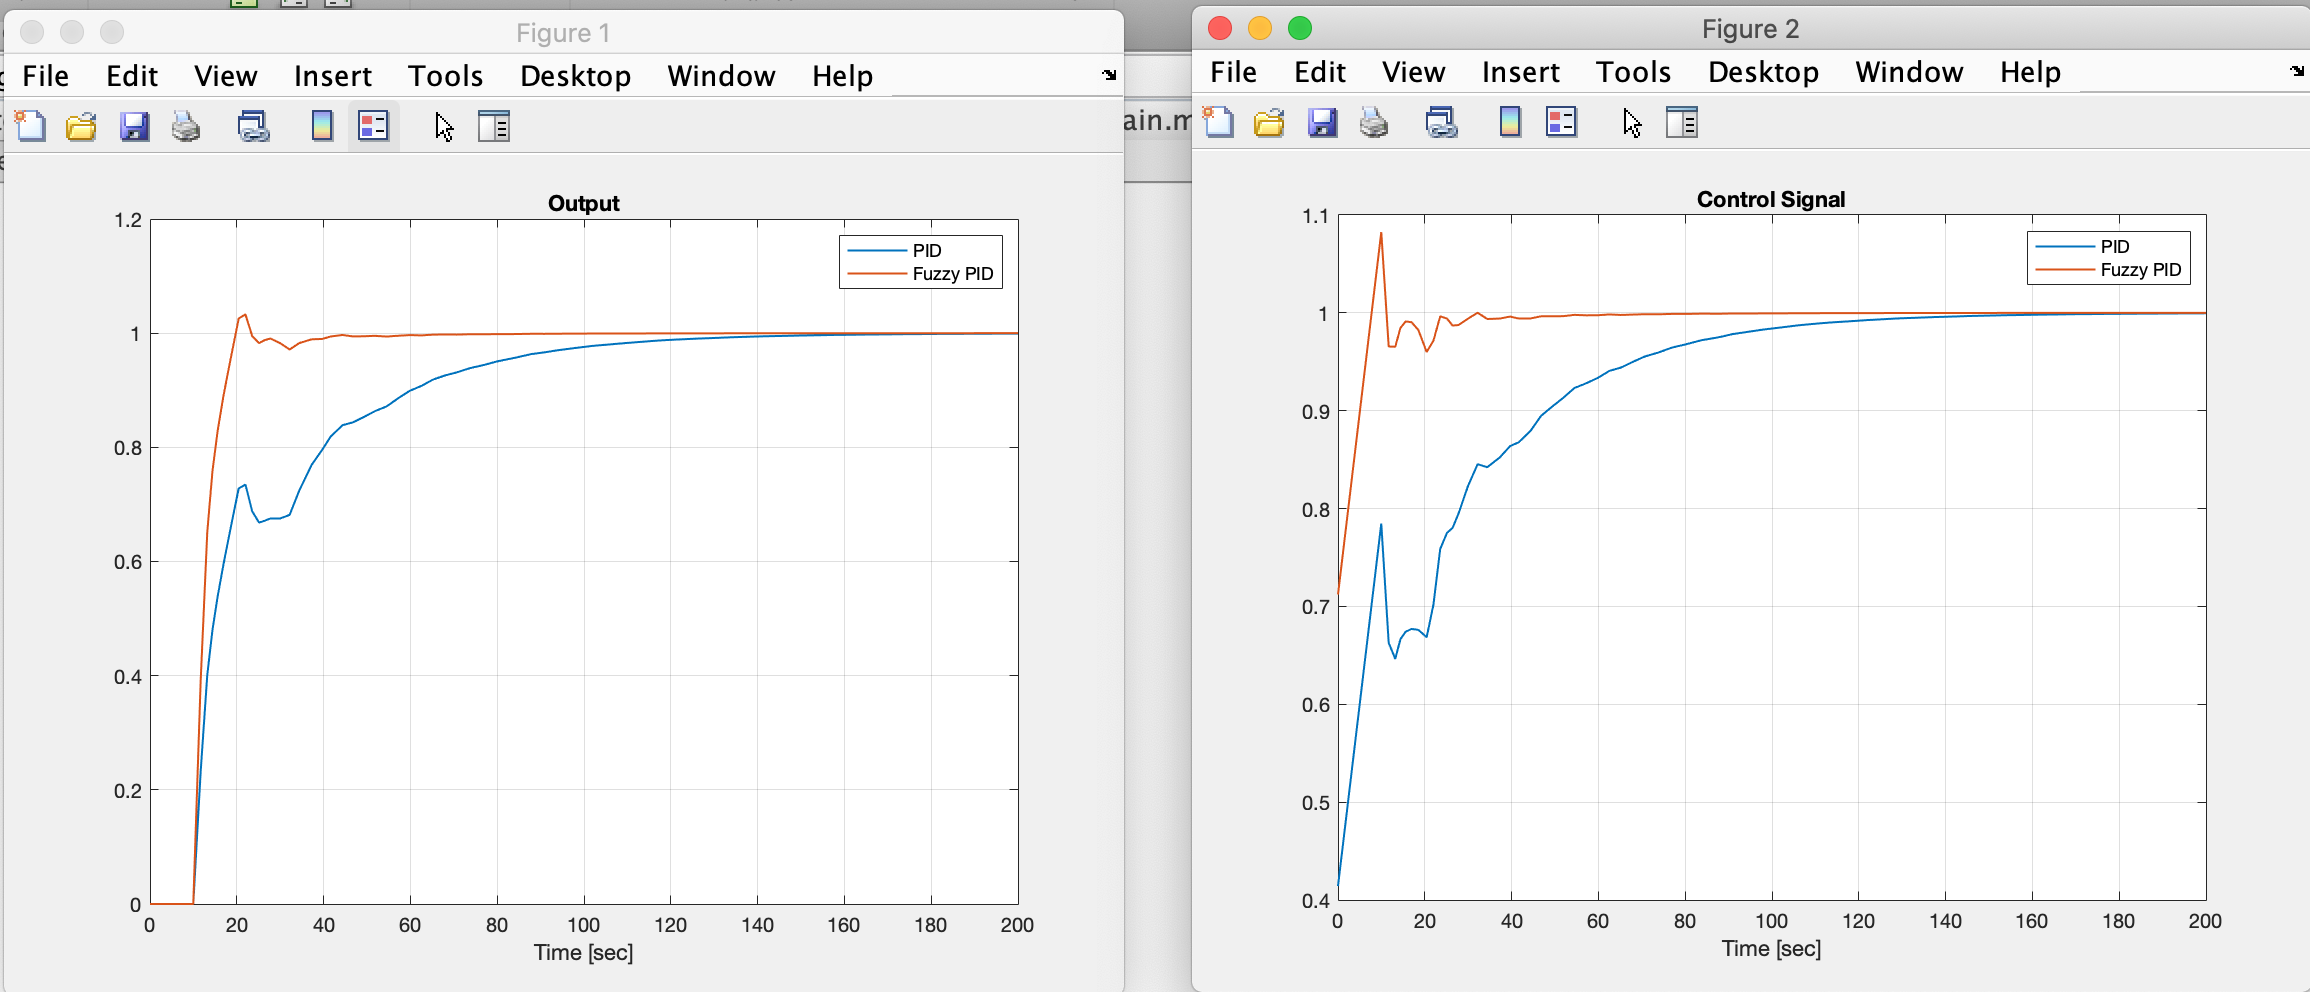 Figure 1
File Edit View Insert Tools Desktop Window Help
Output
1.2
1
0.8
0.6
0.4
0.2
0
0 20 40 60 80 100 120 140 160 180 200
Time [sec]
PID
Fuzzy PID
ain.m
Figure 2
File Edit View Insert Tools Desktop Window Help
Control Signal
1.1
1
0.9
0.8
0.7
0.6
0.5
0.4
0 20 40 60 80 100 120 140 160 180 200
Time [sec]
PID
Fuzzy PID